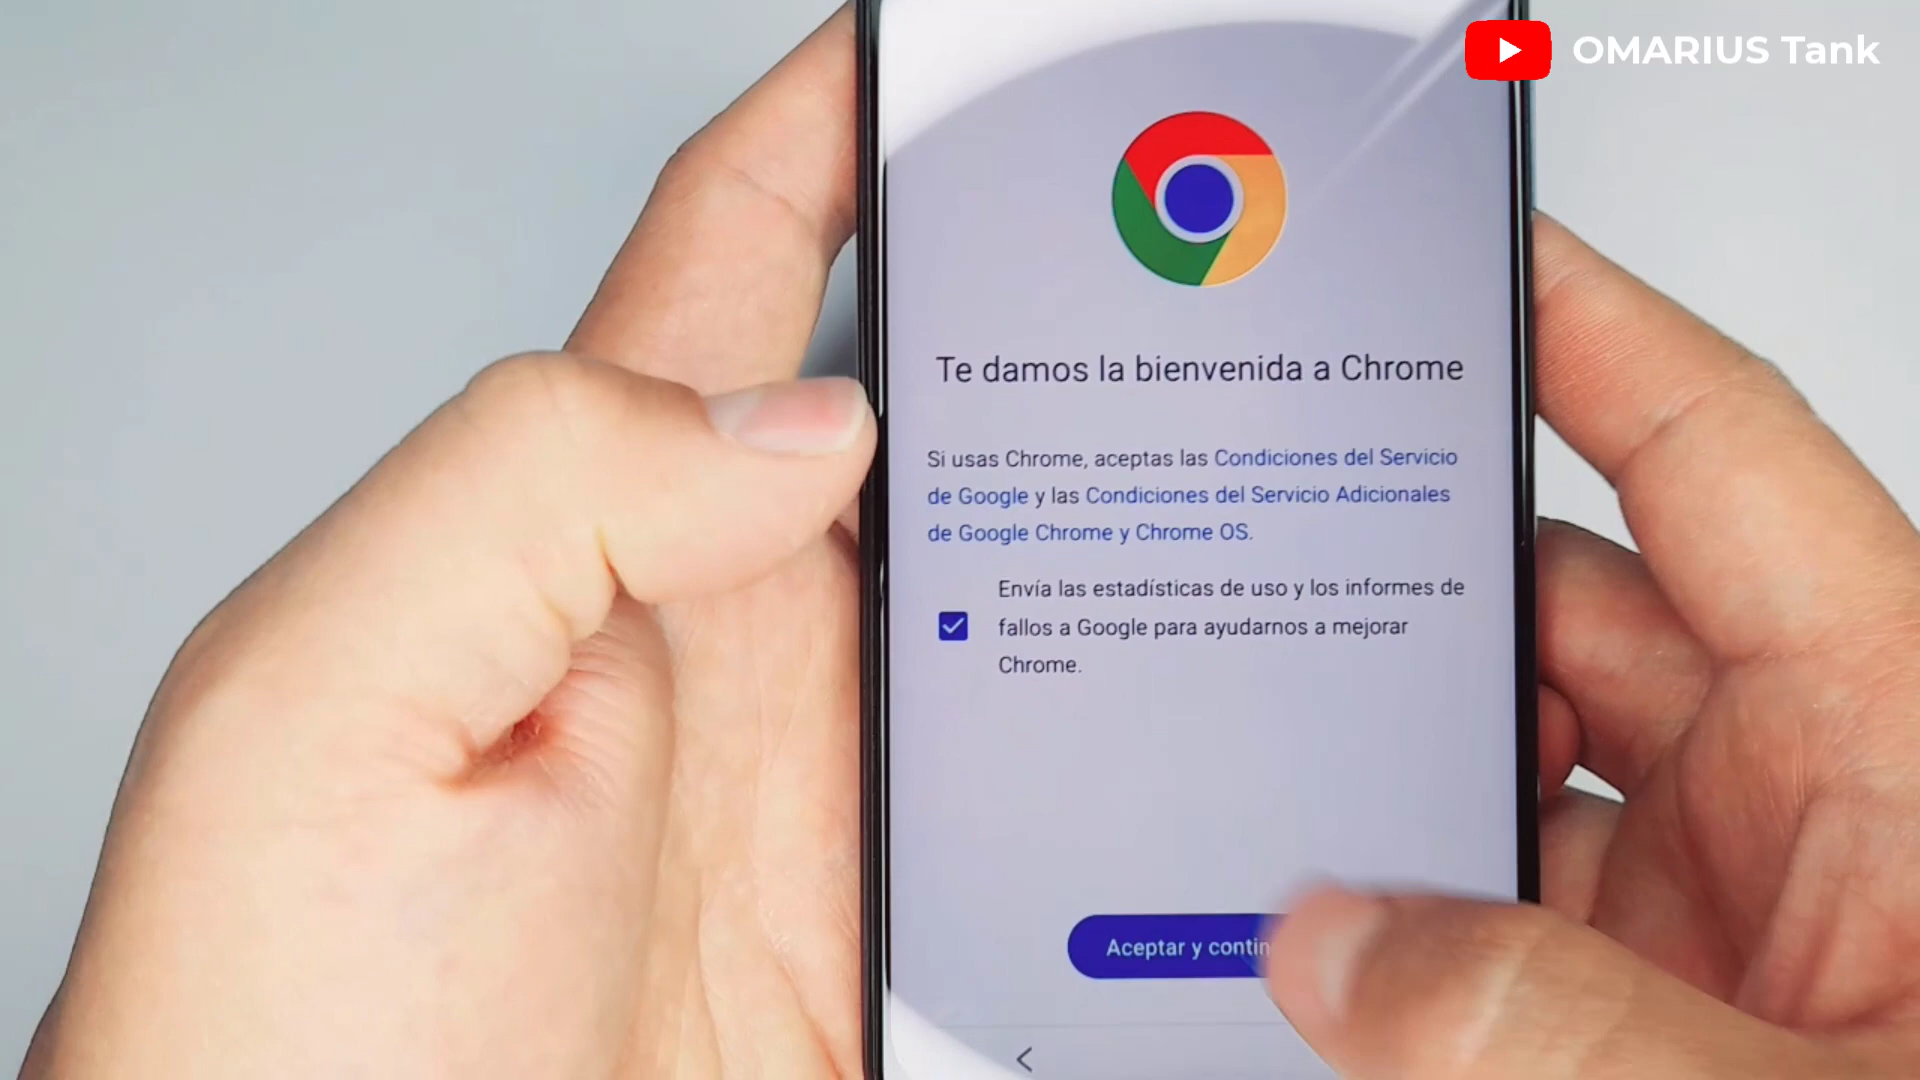 OMARIUS Tank
Te damos la bienvenida a Chrome
Si usas Chrome, aceptas las Condiciones del Servicio
de Google y las Condiciones del Servicio Adicionales
de Google Chrome y Chrome OS.
Envía las estadísticas de uso y los informes de
fallos a Google para ayudarnos a mejorar
Chrome.
Aceptar y contin